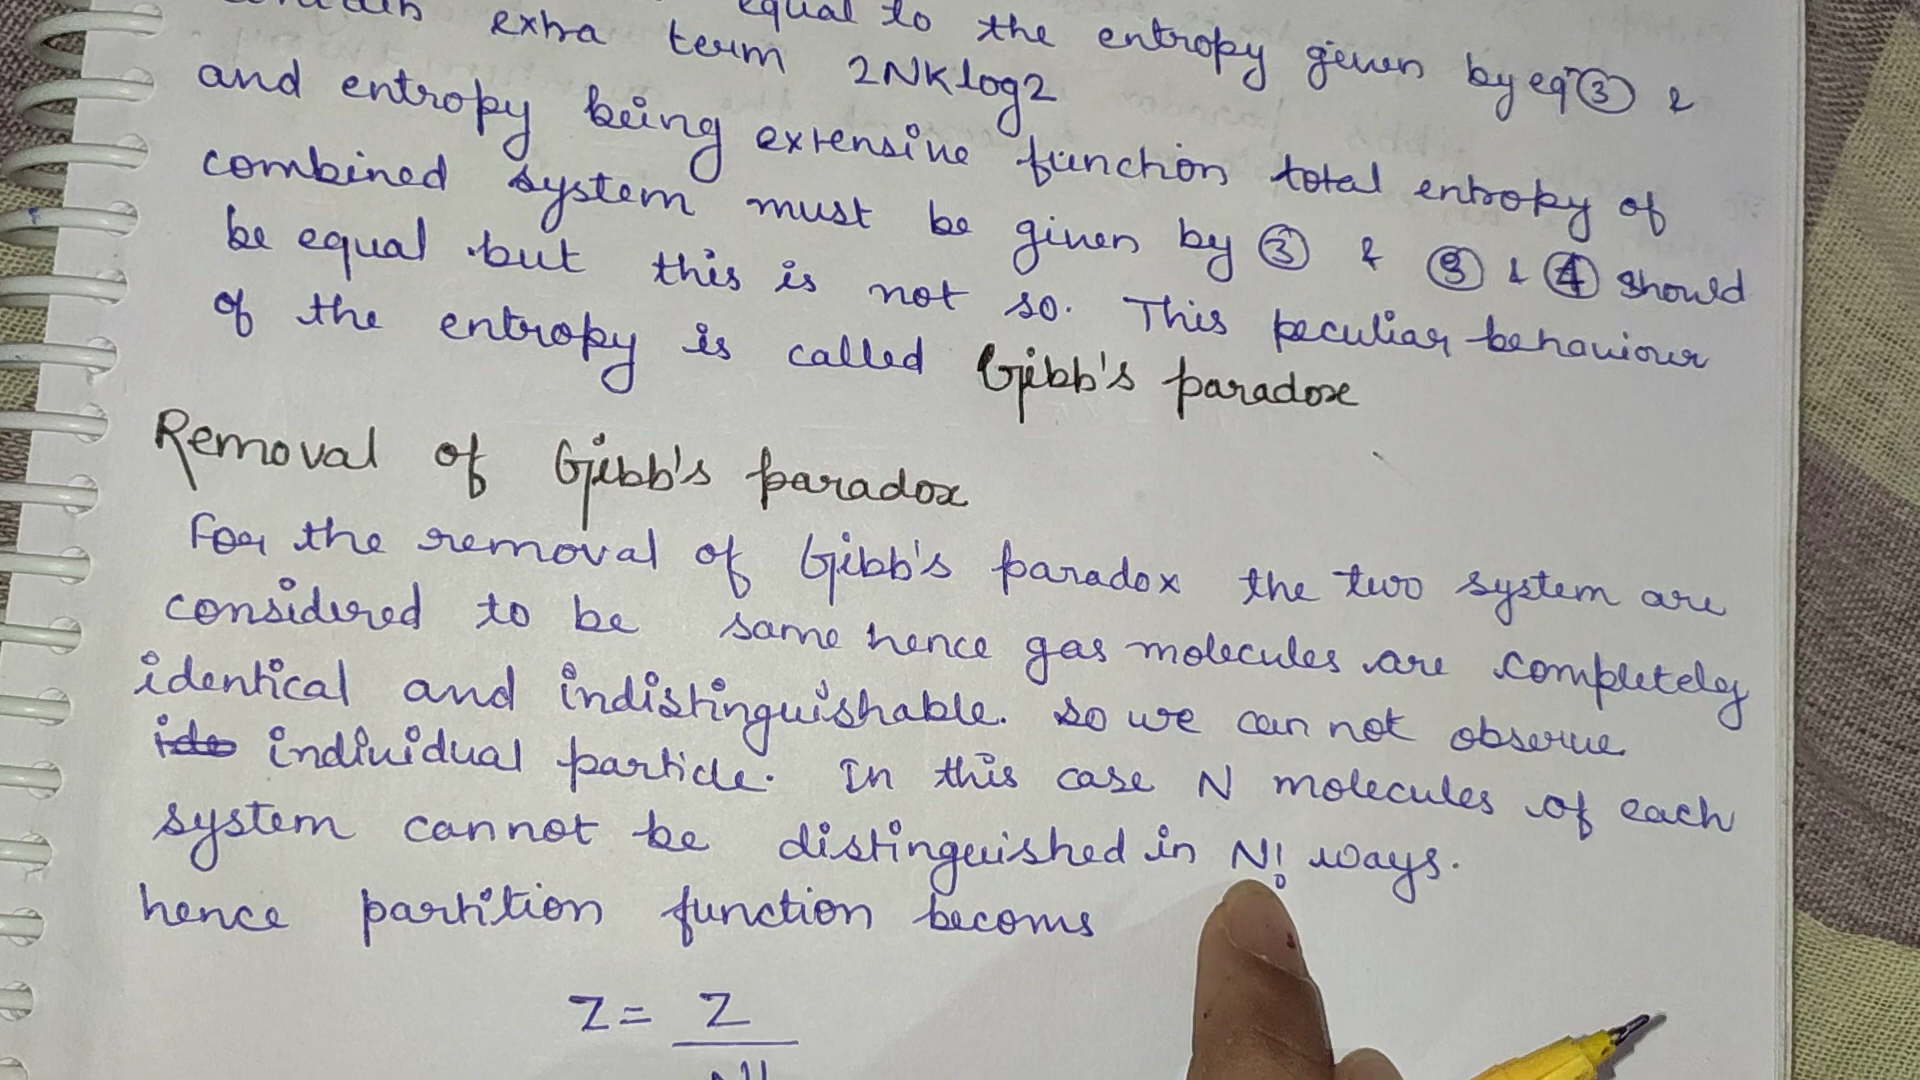 equal to the entropy given by eqn ③ &
extra term 2NKlog2
and entropy being extensive function total entropy of
combined system must be given by ③ & ③ & ④ should
be equal but this is not so. This peculiar behaviour
of the entropy is called Gibb's paradox
Removal of Gibb's paradox
For the removal of Gibb's paradox the two system are
considered to be same hence gas molecules are completely
identical and indistinguishable. So we can not observe
individual particle. In this case N molecules of each
system cannot be distinguished in N! ways.
hence partition function becoms
Z = Z
N!